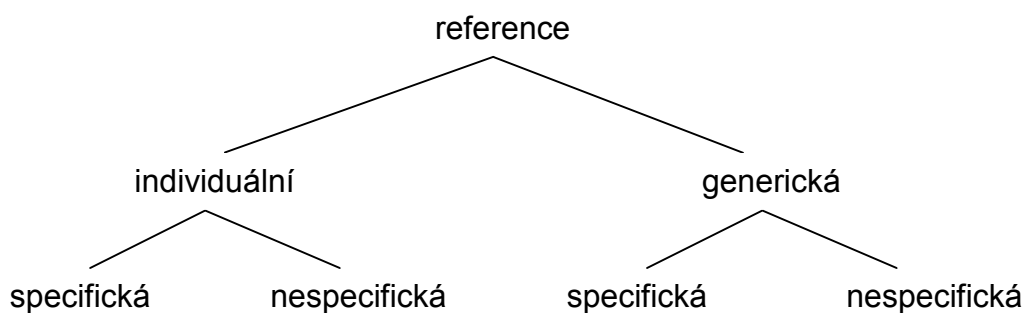 reference
individuální generická
specifická nespecifická specifická nespecifická